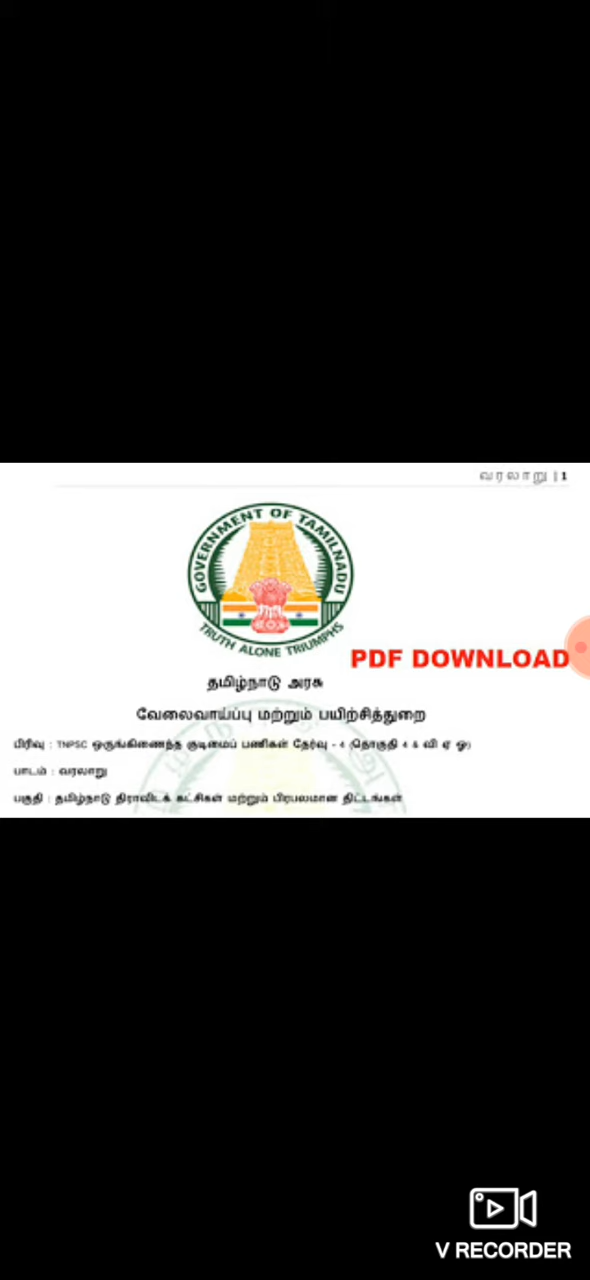 வரலாறு | 1
GOVERNMENT OF TAMILNADU
TRUTH ALONE TRIUMPHS
PDF DOWNLOAD
தமிழ்நாடு அரசு
வேலைவாய்ப்பு மற்றும் பயிற்சித்துறை
பிரிவு : TNPSC ஒருங்கிணைந்த குடிமைப் பணிகள் தேர்வு - 4 (தொகுதி 4 & வி ஏ ஓ)
பாடம் : வரலாறு
பகுதி : தமிழ்நாடு திராவிடக் கட்சிகள் மற்றும் பிரபலமான திட்டங்கள்
V RECORDER